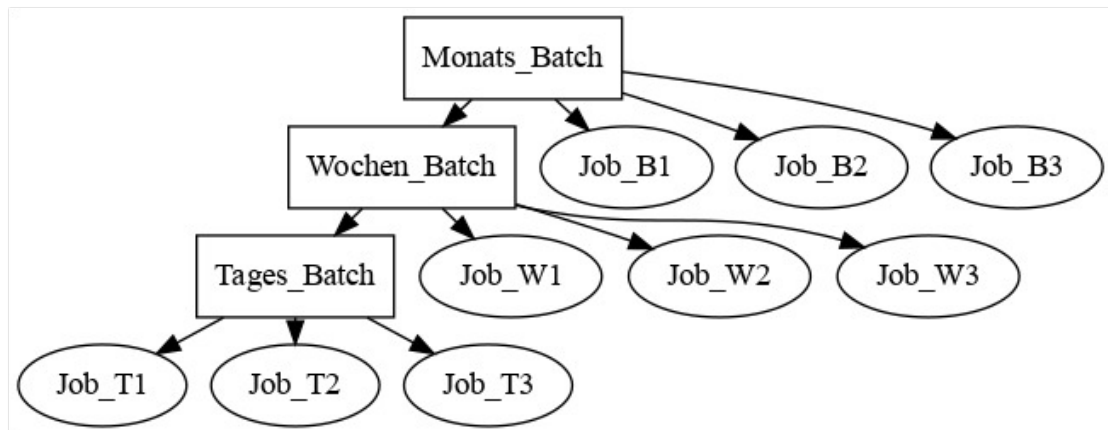 Monats_Batch
Wochen_Batch
Job_B1
Job_B2
Job_B3
Tages_Batch
Job_W1
Job_W2
Job_W3
Job_T1
Job_T2
Job_T3